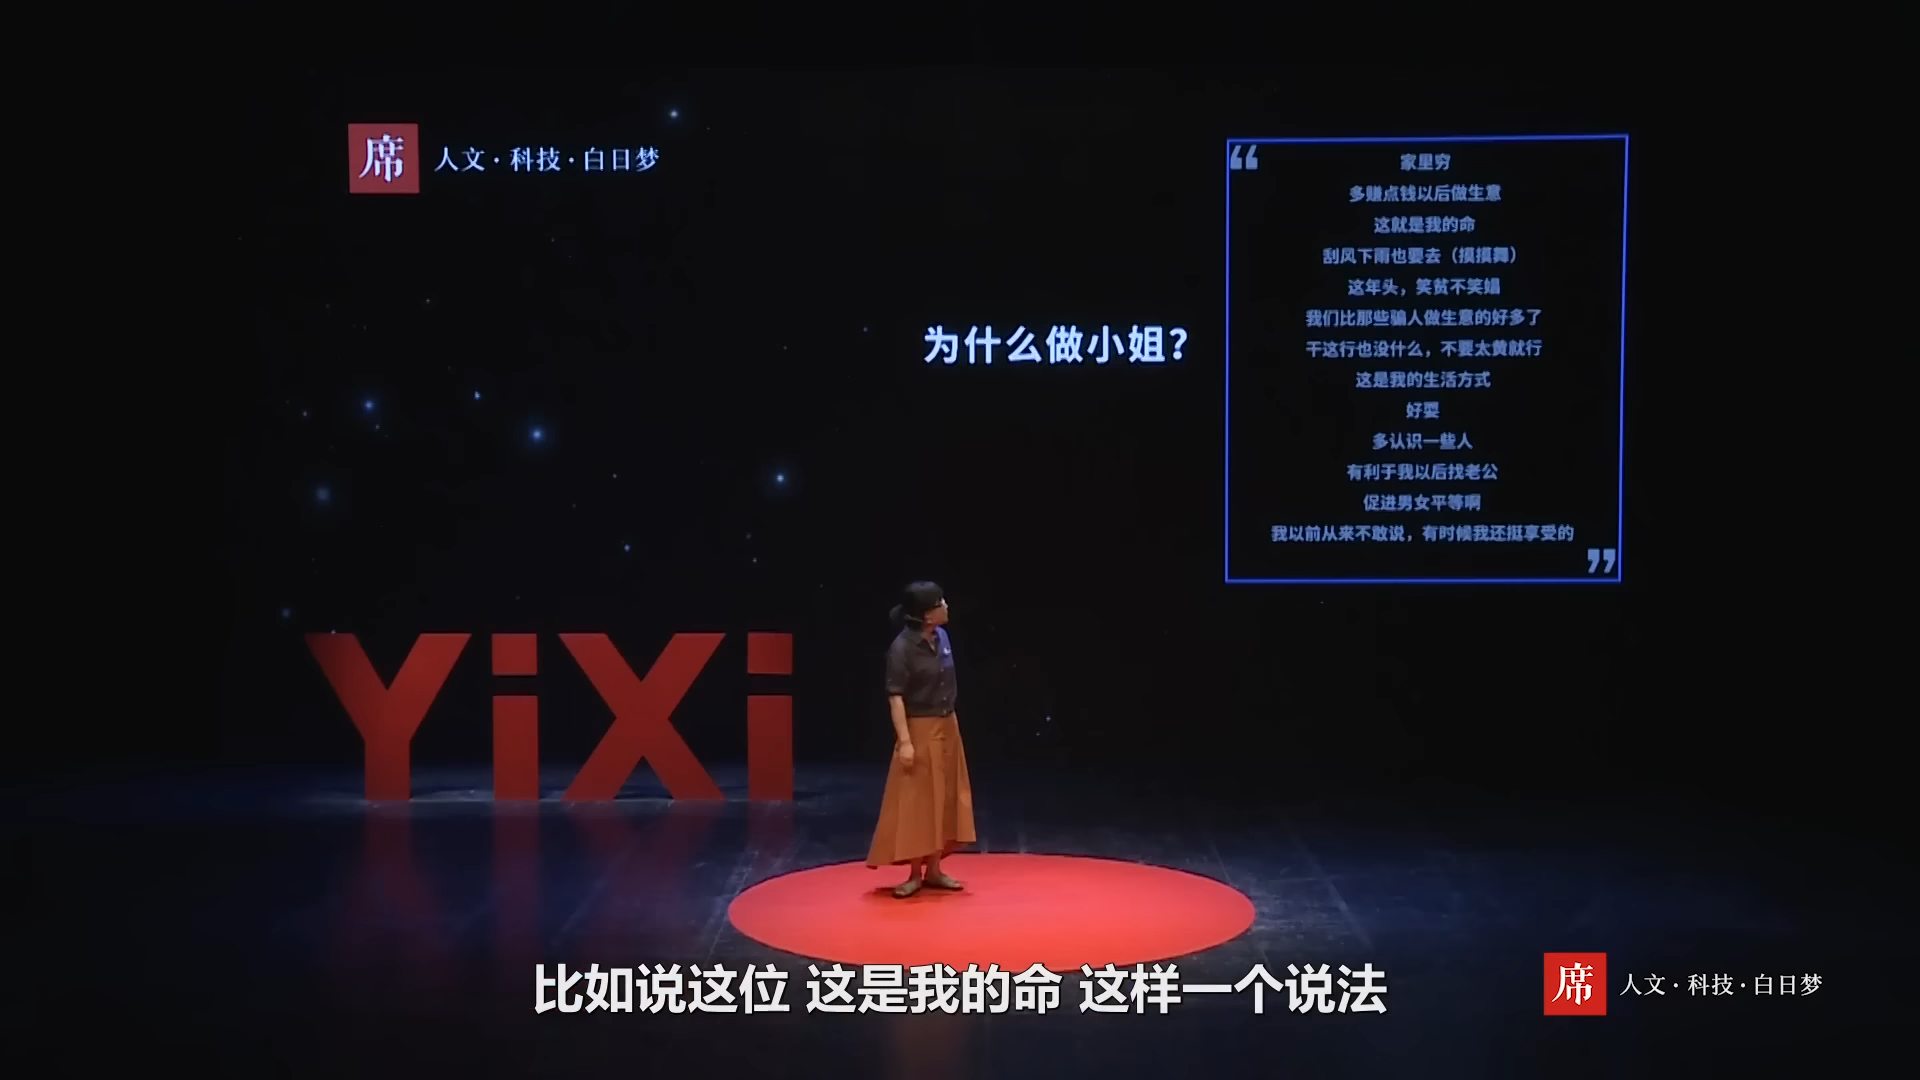 席 人文·科技·白日梦
为什么做小姐?
“
家里穷
多赚点钱以后做生意
这就是我的命
刮风下雨也要去（摸摸舞）
这年头，笑贫不笑娼
我们比那些骗人做生意的好多了
干这行也没什么，不要太黄就行
这是我的生活方式
好耍
多认识一些人
有利于我以后找老公
促进男女平等啊
我以前从来不敢说，有时候我还挺享受的
”
YiXi
比如说这位 这是我的命 这样一个说法
席 人文·科技·白日梦